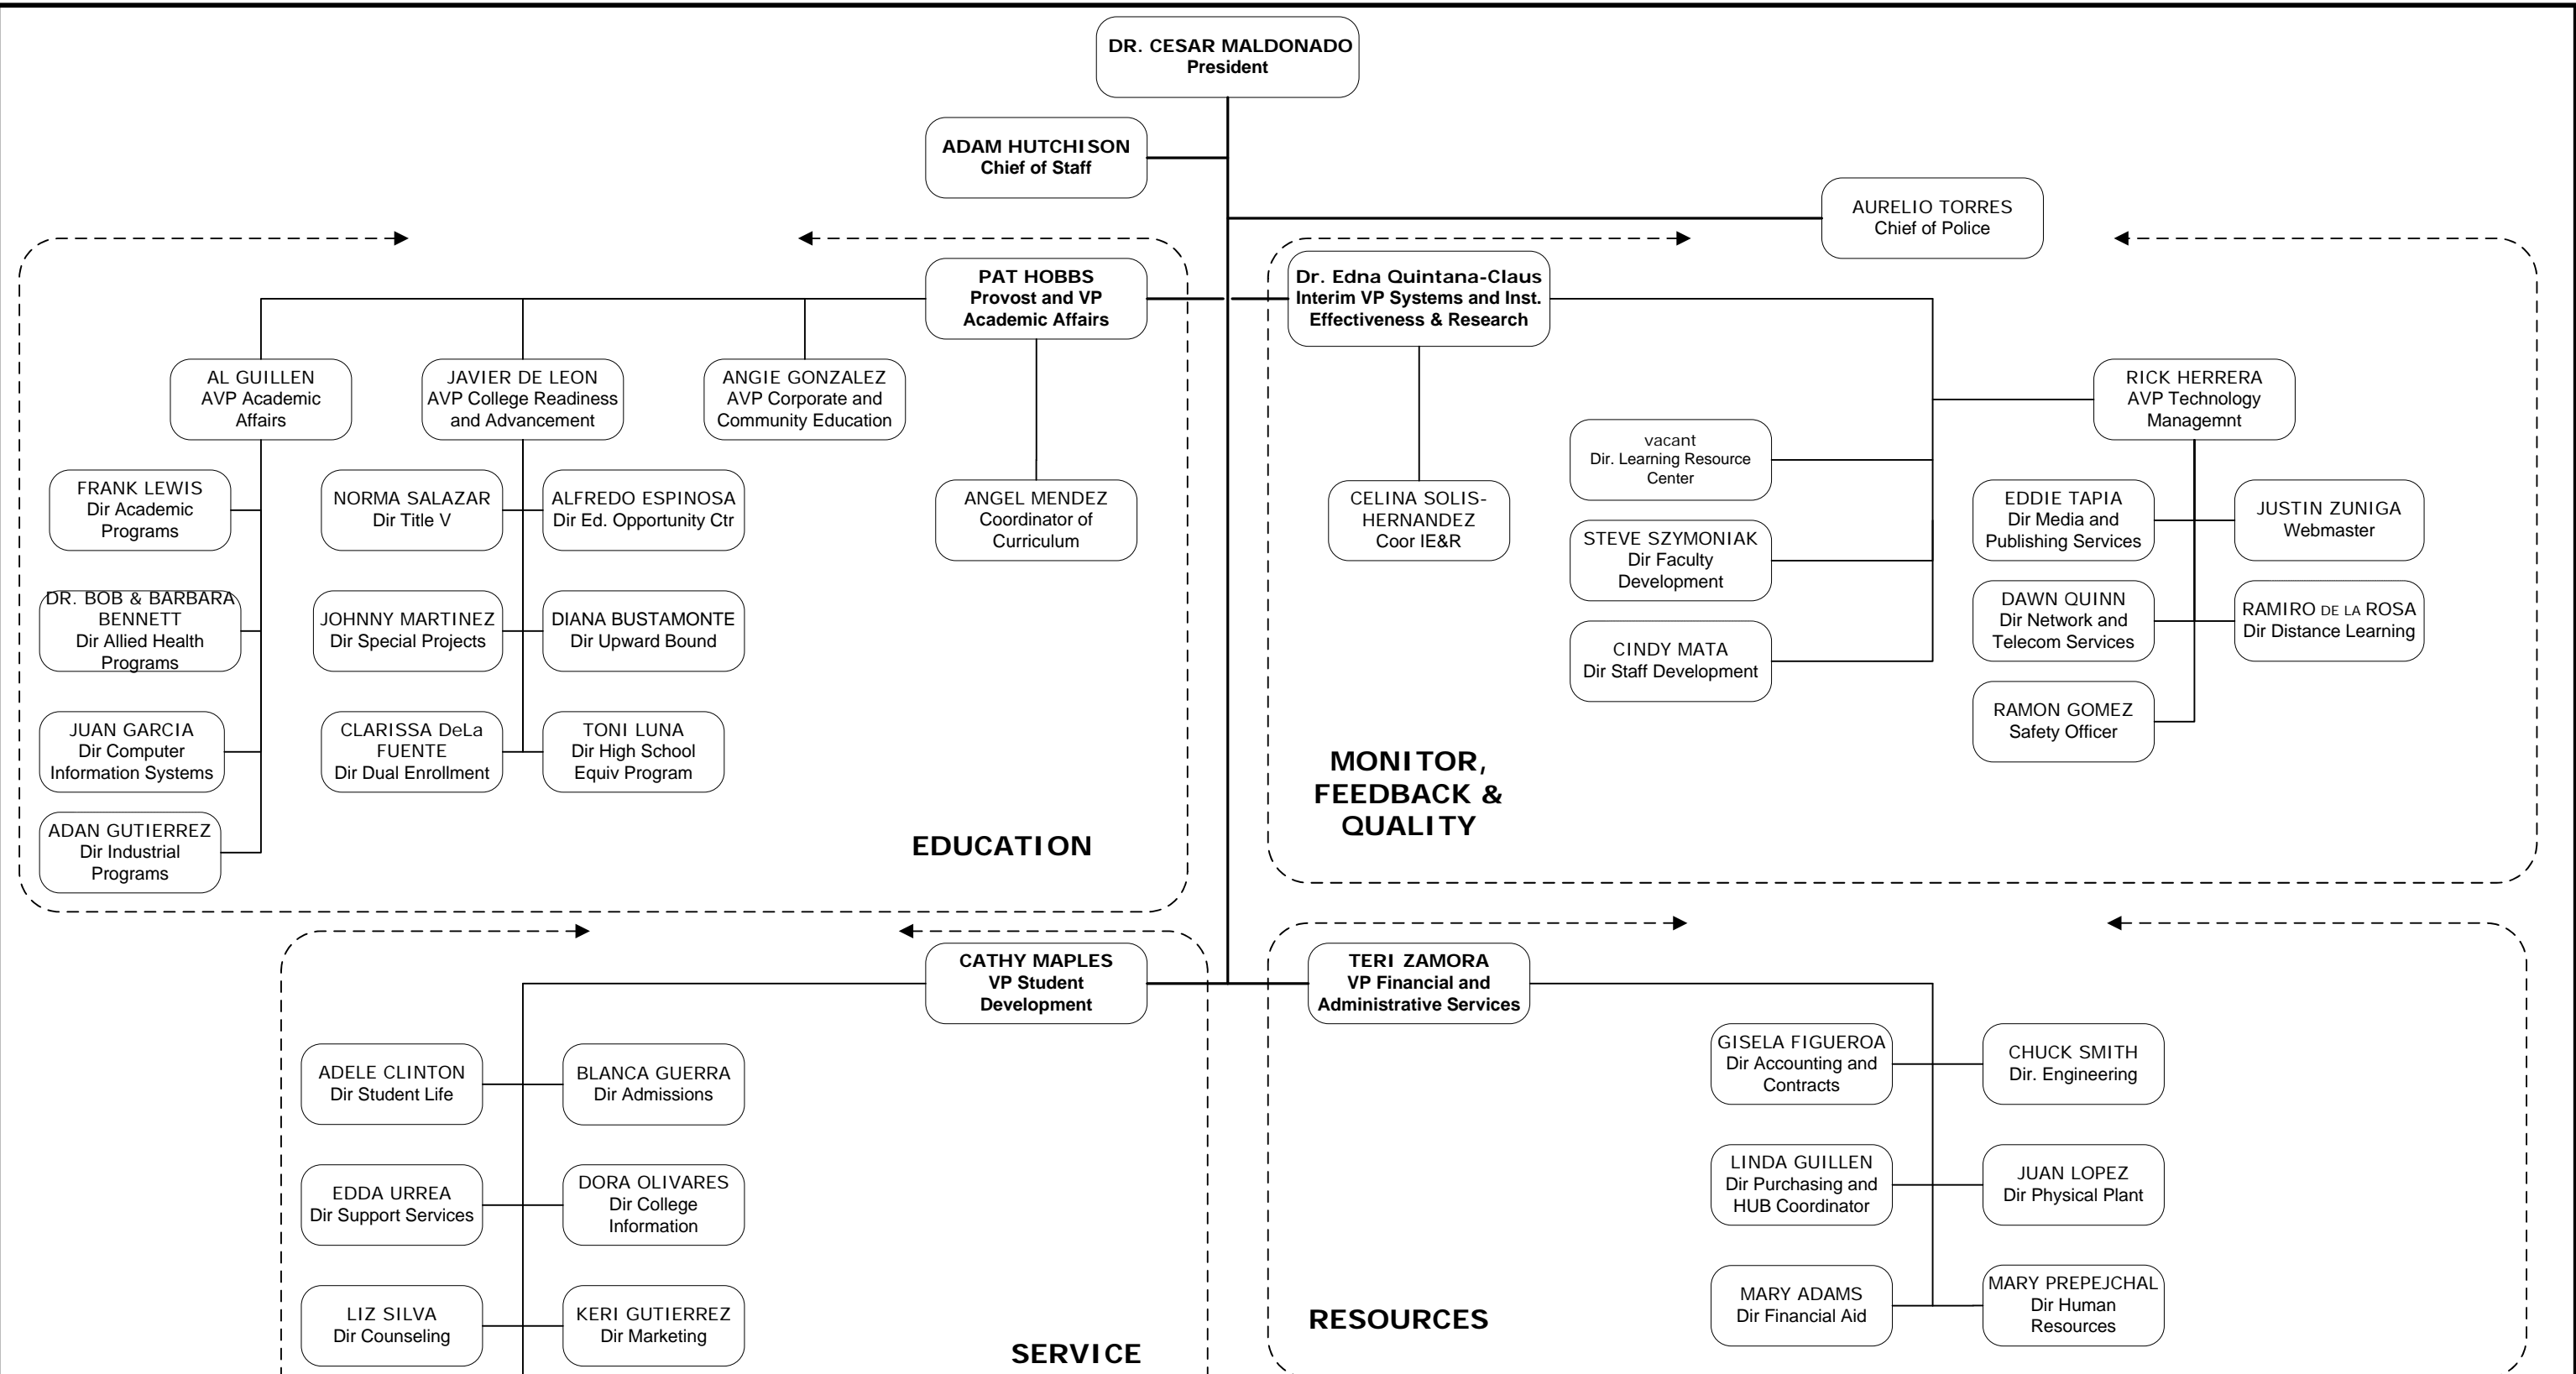 DR. CESAR MALDONADO
President
ADAM HUTCHISON
Chief of Staff
AURELIO TORRES
Chief of Police
PAT HOBBS
Provost and VP
Academic Affairs
Dr. Edna Quintana-Claus
Interim VP Systems and Inst.
Effectiveness & Research
AL GUILLEN
AVP Academic
Affairs
JAVIER DE LEON
AVP College Readiness
and Advancement
ANGIE GONZALEZ
AVP Corporate and
Community Education
RICK HERRERA
AVP Technology
Managemnt
FRANK LEWIS
Dir Academic
Programs
NORMA SALAZAR
Dir Title V
ALFREDO ESPINOSA
Dir Ed. Opportunity Ctr
ANGEL MENDEZ
Coordinator of
Curriculum
CELINA SOLIS-
HERNANDEZ
Coor IE&R
vacant
Dir. Learning Resource
Center
EDDIE TAPIA
Dir Media and
Publishing Services
JUSTIN ZUNIGA
Webmaster
STEVE SZYMONIAK
Dir Faculty
Development
DR. BOB & BARBARA
BENNETT
Dir Allied Health
Programs
JOHNNY MARTINEZ
Dir Special Projects
DIANA BUSTAMONTE
Dir Upward Bound
CINDY MATA
Dir Staff Development
DAWN QUINN
Dir Network and
Telecom Services
RAMIRO DE LA ROSA
Dir Distance Learning
JUAN GARCIA
Dir Computer
Information Systems
CLARISSA DeLa
FUENTE
Dir Dual Enrollment
TONI LUNA
Dir High School
Equiv Program
RAMON GOMEZ
Safety Officer
ADAN GUTIERREZ
Dir Industrial
Programs
EDUCATION
MONITOR,
FEEDBACK &
QUALITY
CATHY MAPLES
VP Student
Development
TERI ZAMORA
VP Financial and
Administrative Services
ADELE CLINTON
Dir Student Life
BLANCA GUERRA
Dir Admissions
GISELA FIGUEROA
Dir Accounting and
Contracts
CHUCK SMITH
Dir. Engineering
EDDA URREA
Dir Support Services
DORA OLIVARES
Dir College
Information
LINDA GUILLEN
Dir Purchasing and
HUB Coordinator
JUAN LOPEZ
Dir Physical Plant
LIZ SILVA
Dir Counseling
KERI GUTIERREZ
Dir Marketing
MARY ADAMS
Dir Financial Aid
MARY PREPEJCHAL
Dir Human
Resources
SERVICE
RESOURCES